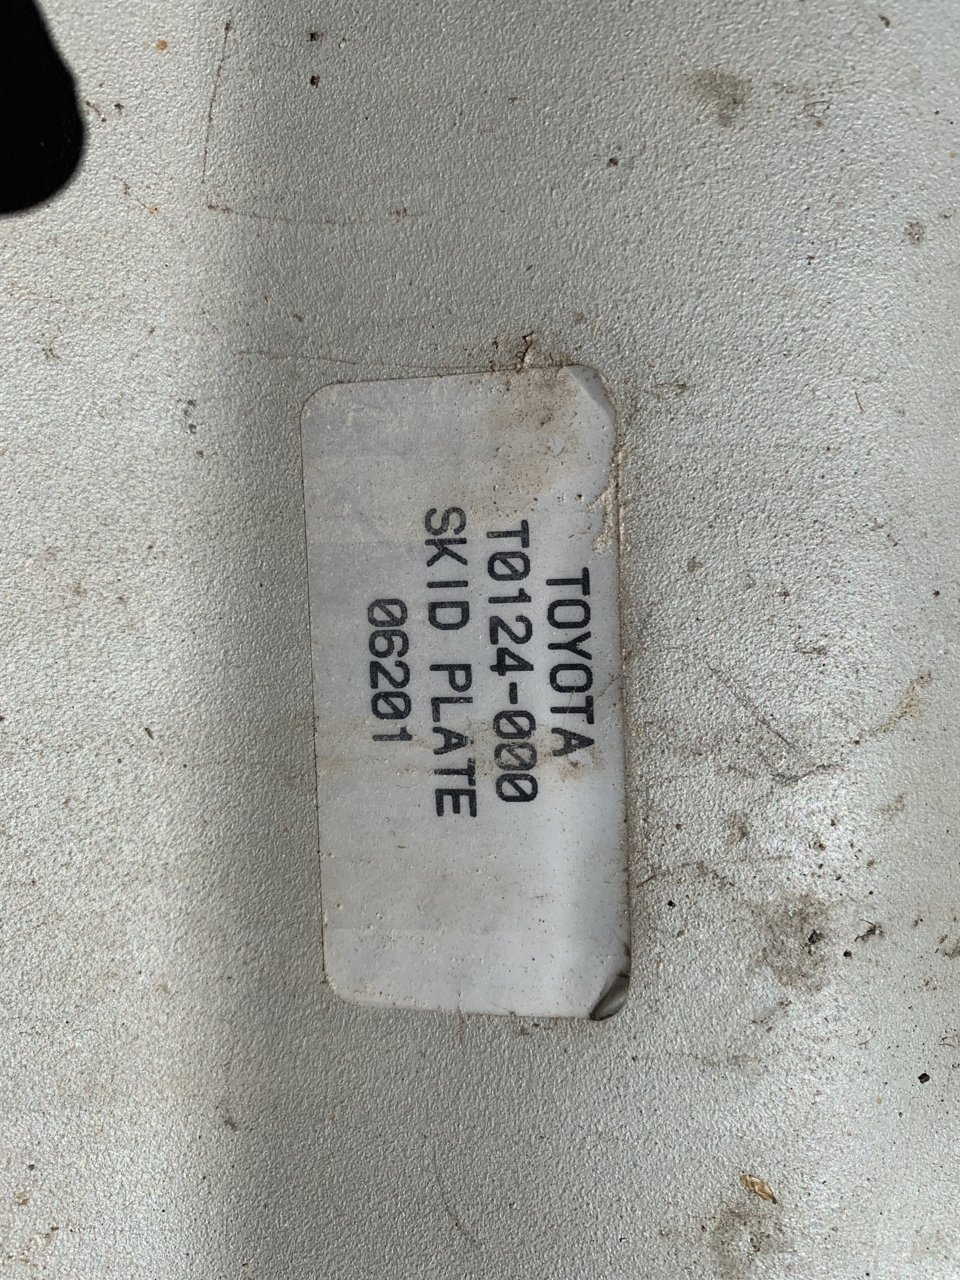 TOYOTA
T0124-000
SKID PLATE
06201